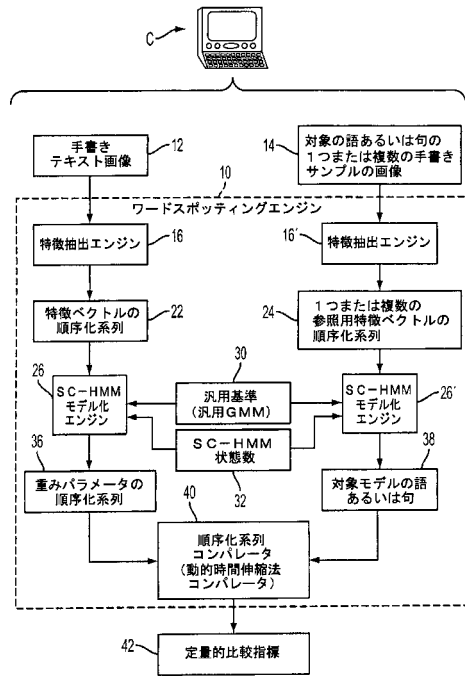 C
手書き
テキスト画像
12
14
対象の語あるいは句の
1つまたは複数の手書き
サンプルの画像
10
ワードスポッティングエンジン
特徴抽出エンジン
16
特徴抽出エンジン
16´
特徴ベクトルの
順序化系列
22
24
1つまたは複数の
参照用特徴ベクトルの
順序化系列
26
SC-HMM
モデル化
エンジン
30
汎用基準
(汎用GMM)
SC-HMM
状態数
32
SC-HMM
モデル化
エンジン
26´
36
重みパラメータの
順序化系列
38
対象モデルの語
あるいは句
40
順序化系列
コンパレータ
(動的時間伸縮法
コンパレータ)
42
定量的比較指標